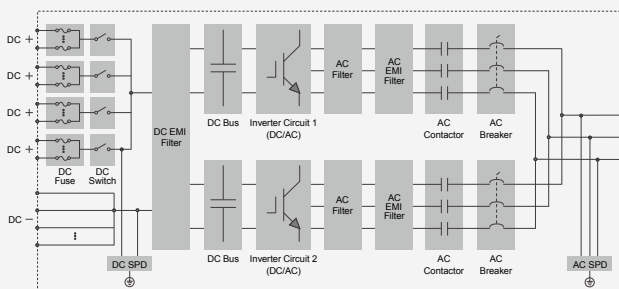 DC +
DC +
DC +
DC +
DC
Fuse
DC
Switch
DC −
DC SPD
DC EMI
Filter
DC Bus
Inverter Circuit 1
(DC/AC)
AC
Filter
AC
EMI
Filter
AC
Contactor
AC
Breaker
DC Bus
Inverter Circuit 2
(DC/AC)
AC
Filter
AC
EMI
Filter
AC
Contactor
AC
Breaker
AC SPD